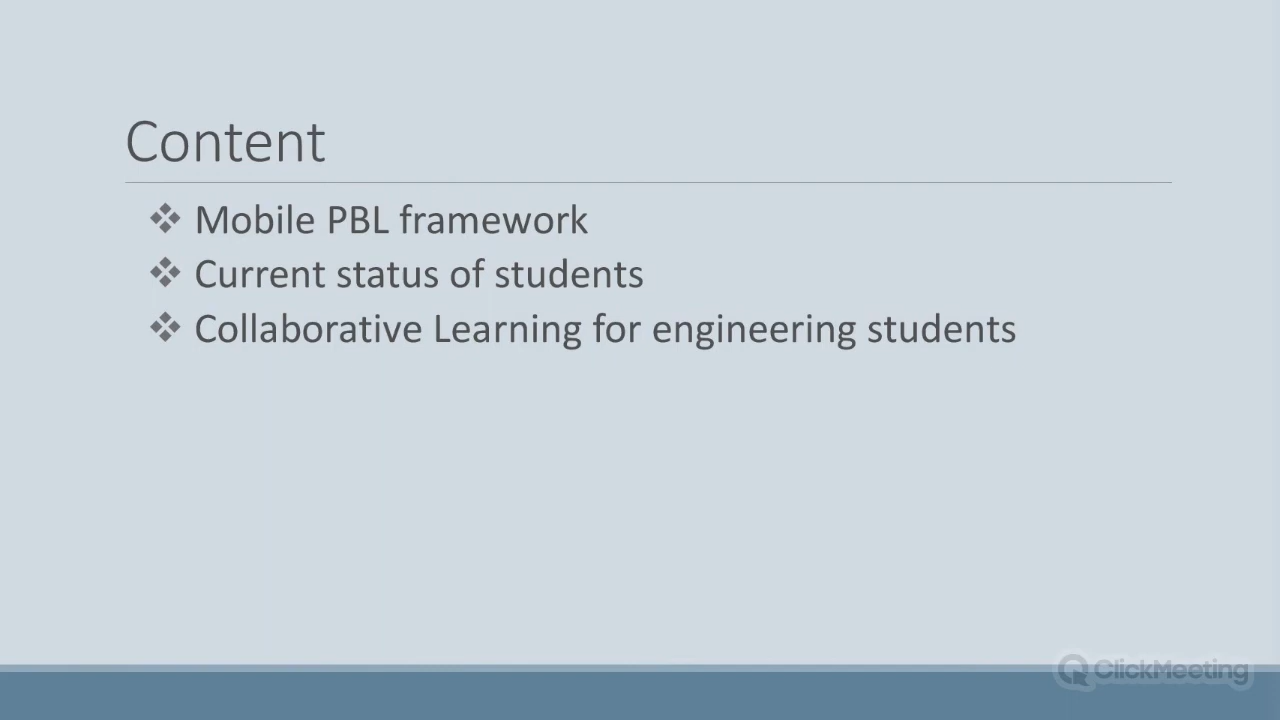 Content
Mobile PBL framework
Current status of students
Collaborative Learning for engineering students
ClickMeeting